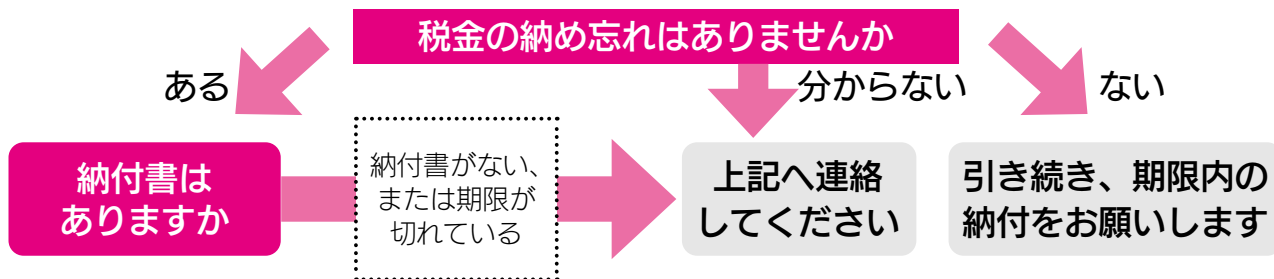 税金の納め忘れはありませんか
ある
分からない
ない
納付書は
ありますか
納付書がない、
または期限が
切れている
上記へ連絡
してください
引き続き、期限内の
納付をお願いします